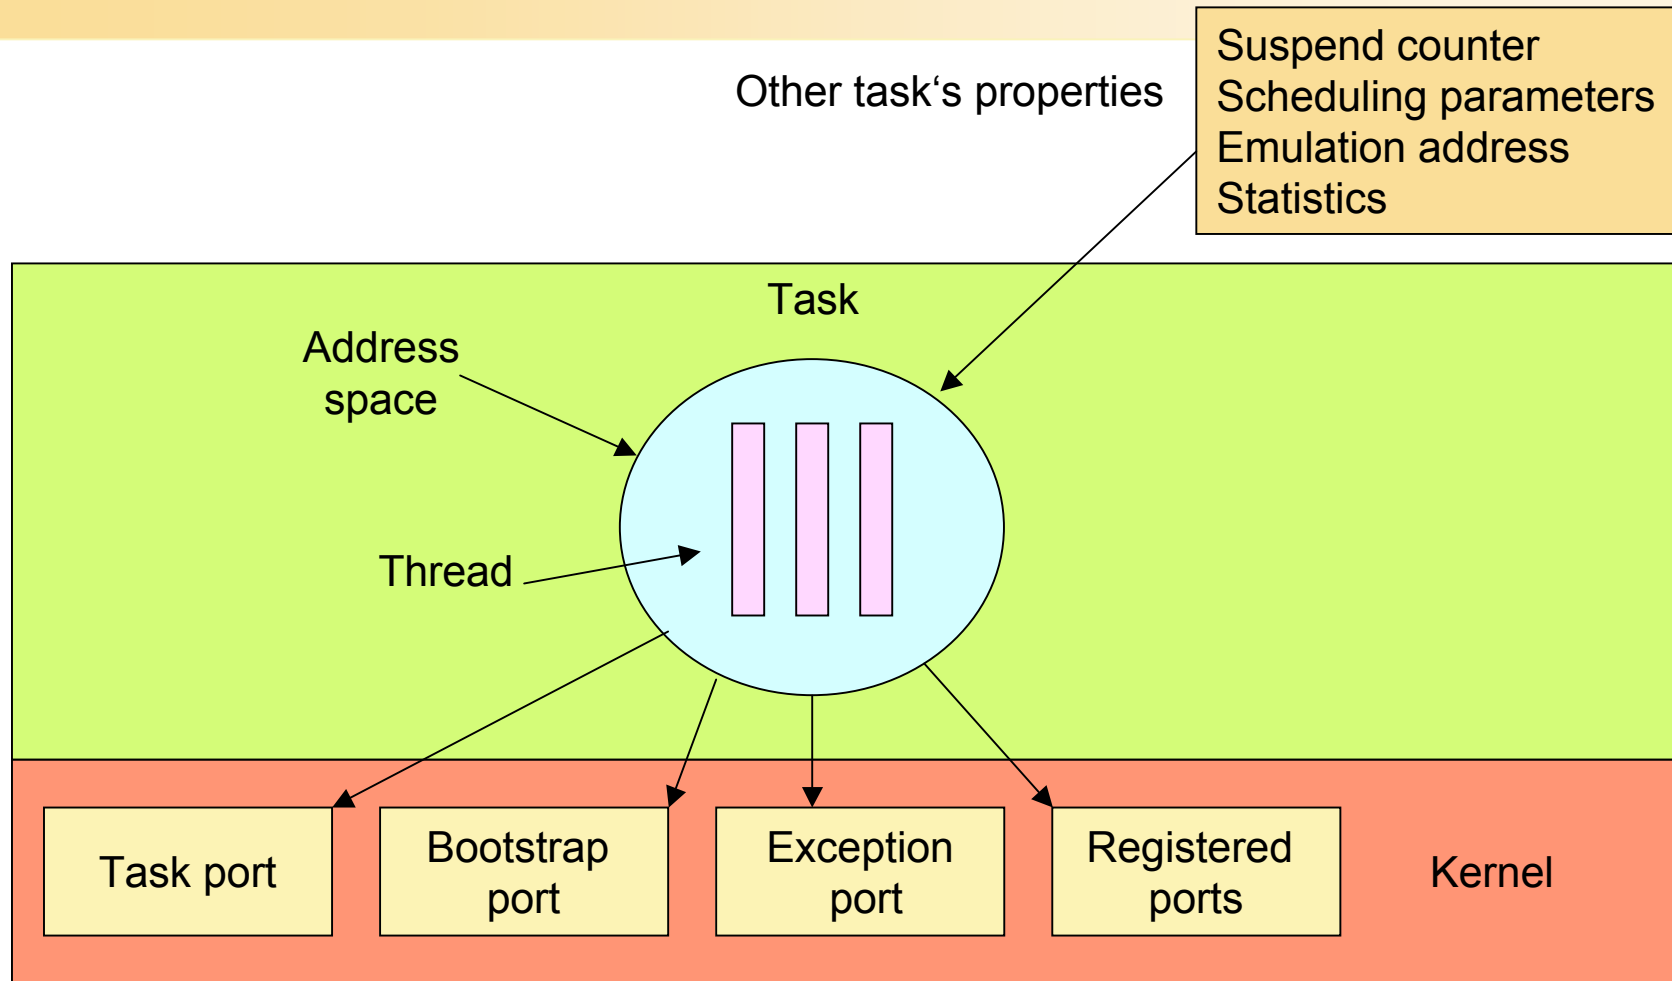 Suspend counter
Scheduling parameters
Emulation address
Statistics
Other task‘s properties
Task
Address
space
Thread
Task port
Bootstrap
port
Exception
port
Registered
ports
Kernel